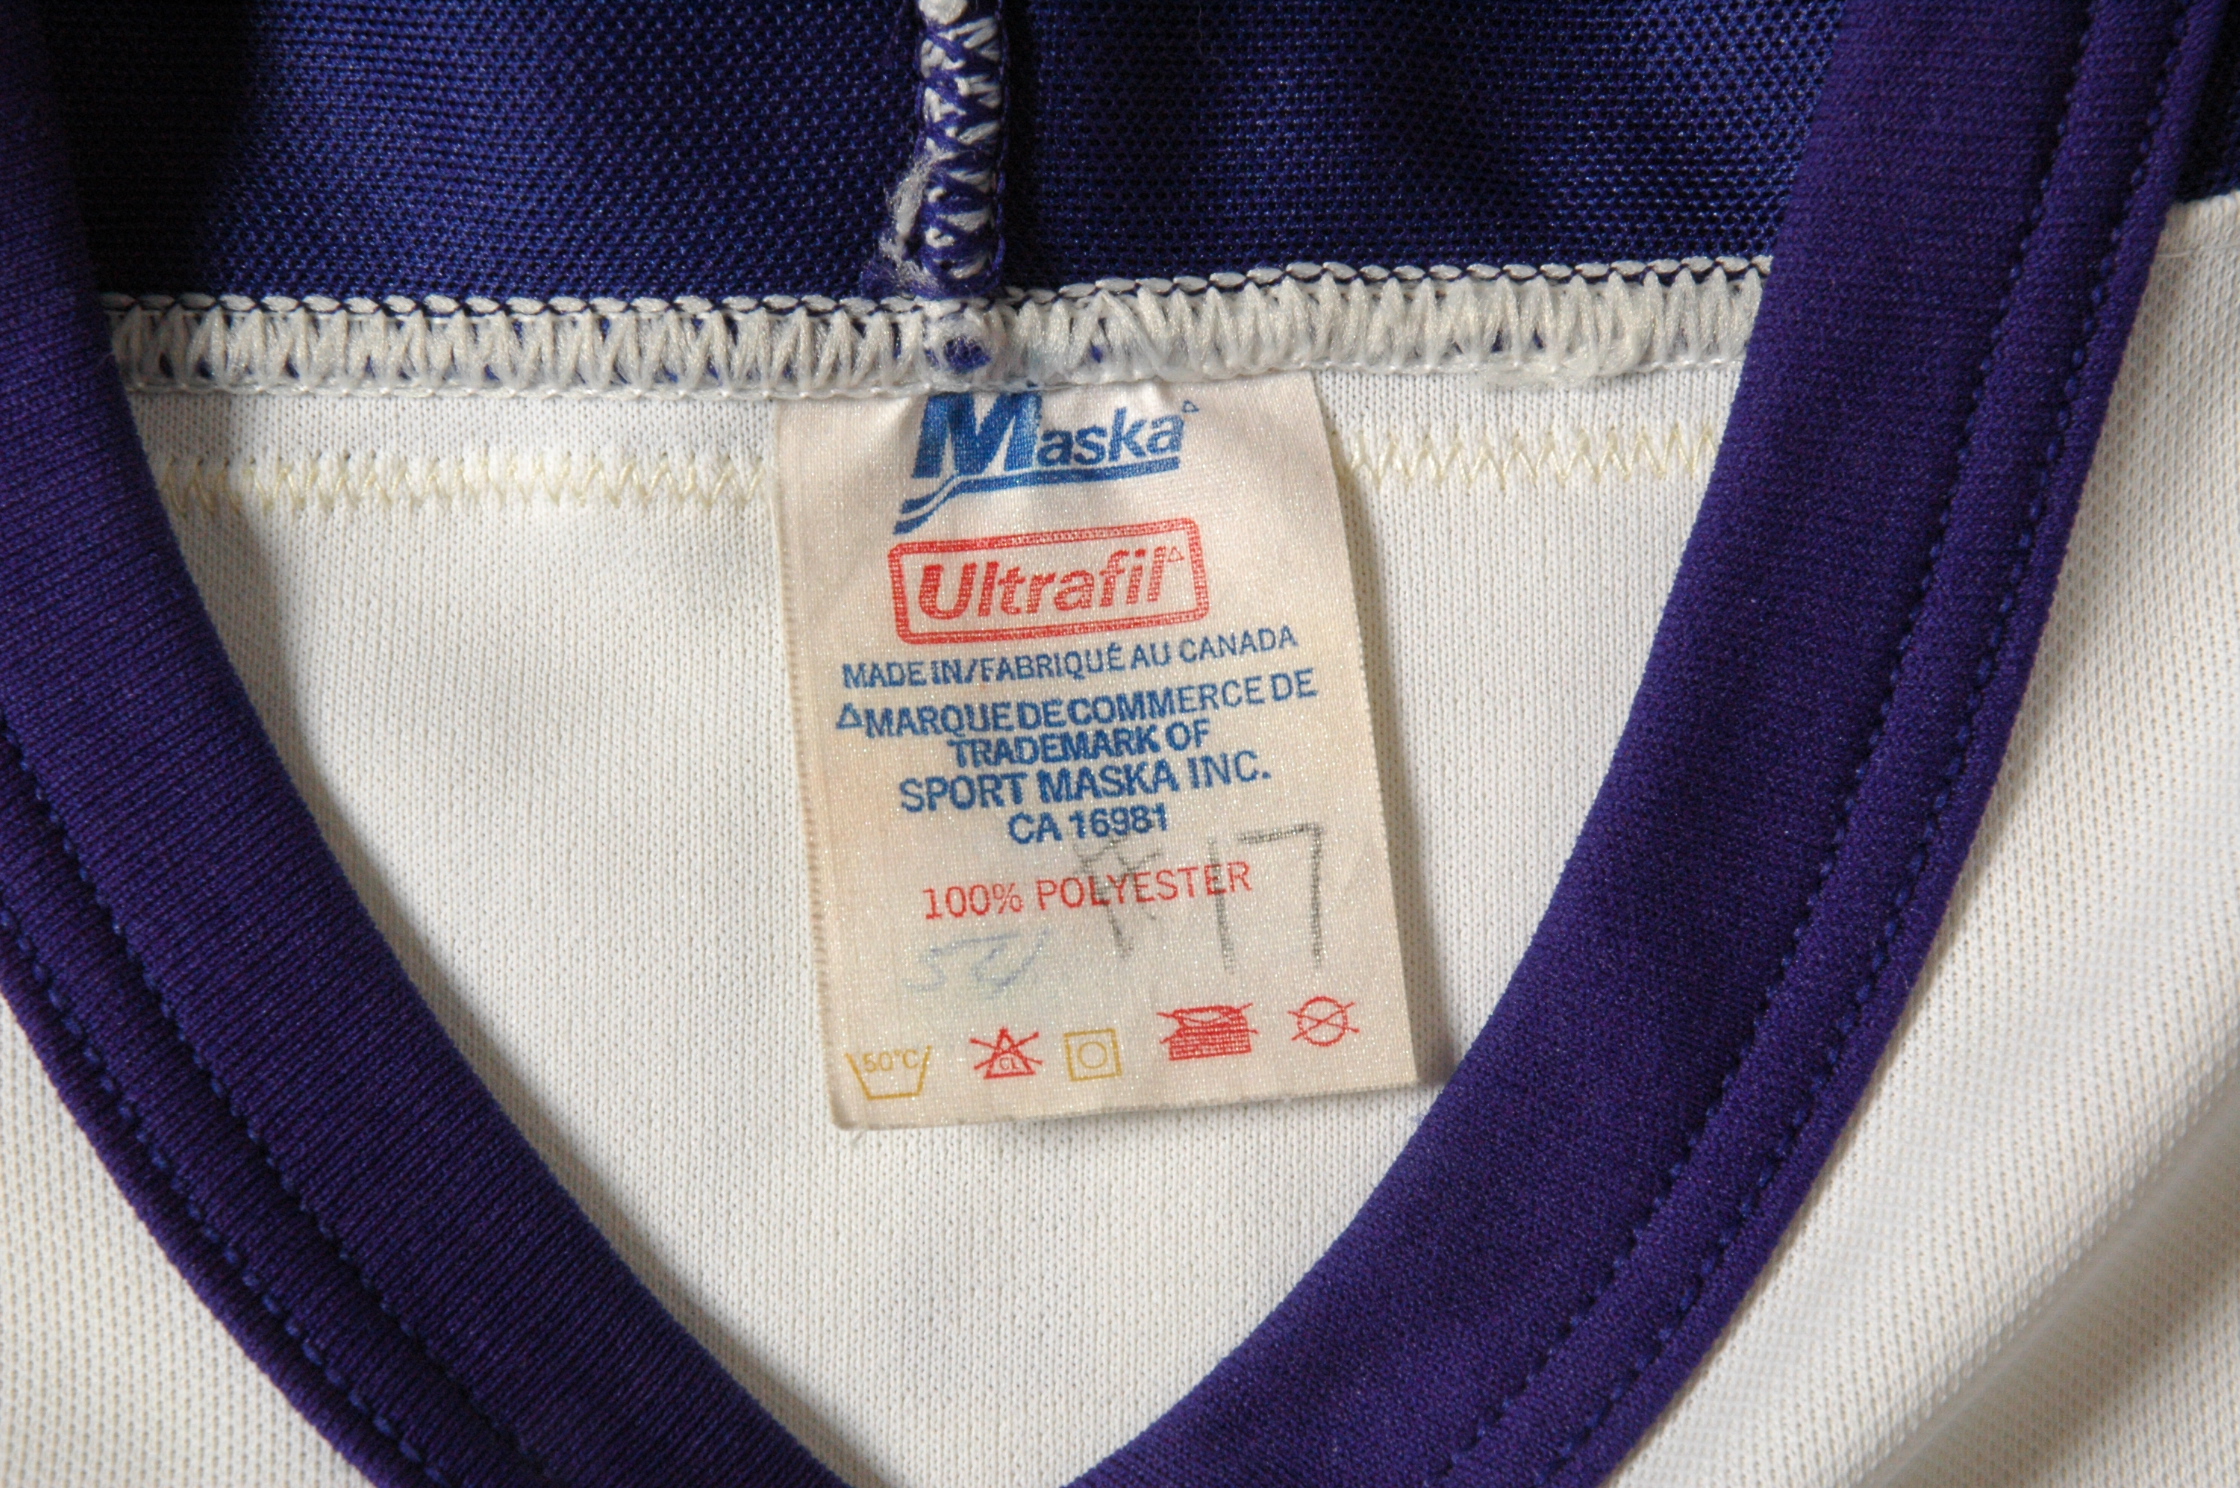 Maska△
Ultrafil△
MADE IN/FABRIQUÉ AU CANADA
△MARQUE DE COMMERCE DE
TRADEMARK OF
SPORT MASKA INC.
CA 16981
100% POLYESTER
17
50°C CL